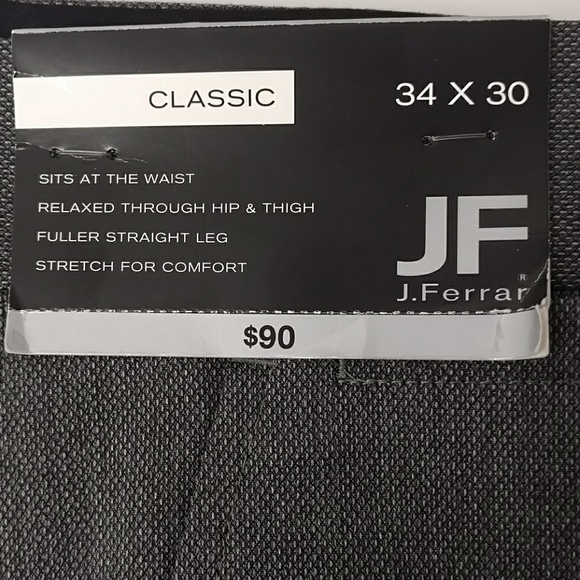 CLASSIC
34 X 30
SITS AT THE WAIST
RELAXED THROUGH HIP & THIGH
FULLER STRAIGHT LEG
STRETCH FOR COMFORT
JF
®
J.Ferrar
$90